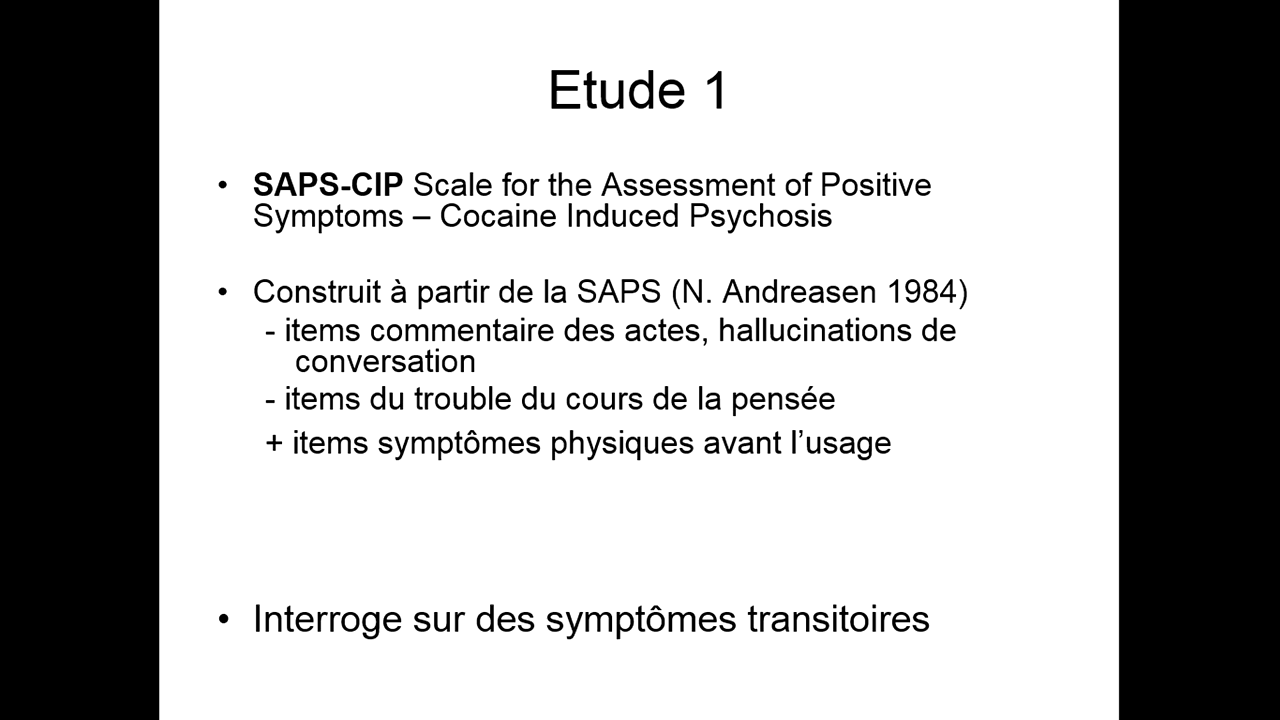 Etude 1
• SAPS-CIP Scale for the Assessment of Positive
Symptoms – Cocaine Induced Psychosis
• Construit à partir de la SAPS (N. Andreasen 1984)
- items commentaire des actes, hallucinations de
conversation
- items du trouble du cours de la pensée
+ items symptômes physiques avant l’usage
• Interroge sur des symptômes transitoires